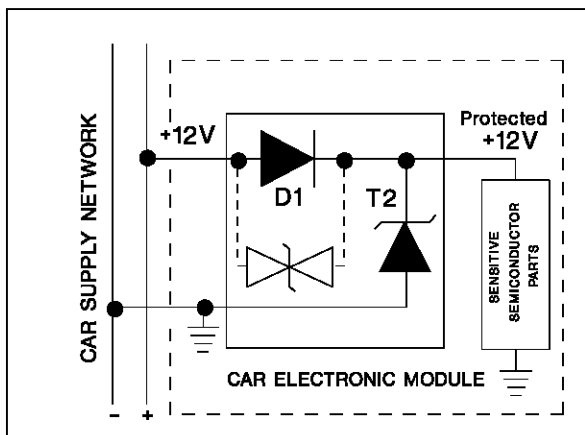 CAR SUPPLY NETWORK
+12V
D1
T2
Protected
+12V
SENSITIVE
SEMICONDUCTOR
PARTS
CAR ELECTRONIC MODULE
- +